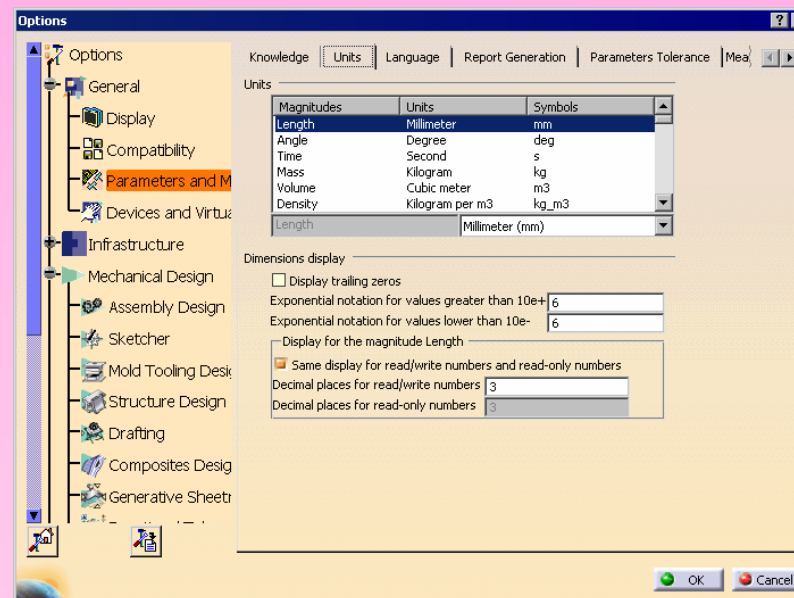 Options
?
Options
General
Display
Compatibility
Parameters and M
Devices and Virtua
Infrastructure
Mechanical Design
Assembly Design
Sketcher
Mold Tooling Desi
Structure Design
Drafting
Composites Desig
Generative Sheetr
Knowledge Units Language Report Generation Parameters Tolerance Mea
Units
Magnitudes Units Symbols
Length Millimeter mm
Angle Degree deg
Time Second s
Mass Kilogram kg
Volume Cubic meter m3
Density Kilogram per m3 kg_m3
Length Millimeter (mm)
Dimensions display
Display trailing zeros
Exponential notation for values greater than 10e+ 6
Exponential notation for values lower than 10e- 6
Display for the magnitude Length
Same display for read/write numbers and read-only numbers
Decimal places for read/write numbers 3
Decimal places for read-only numbers 3
OK Cancel